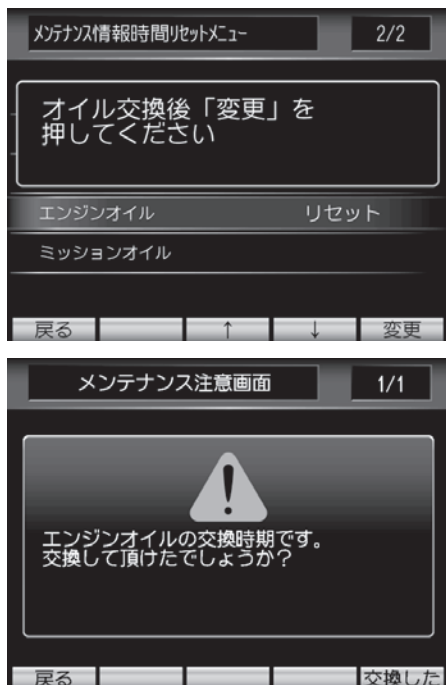 ﾒﾝﾃﾅﾝｽ情報時間ﾘｾｯﾄﾒﾆｭｰ 2/2
オイル交換後「変更」を
押してください
エンジンオイル リセット
ミッションオイル
戻る ↑ ↓ 変更
メンテナンス注意画面 1/1
エンジンオイルの交換時期です。
交換して頂けたでしょうか？
戻る 交換した